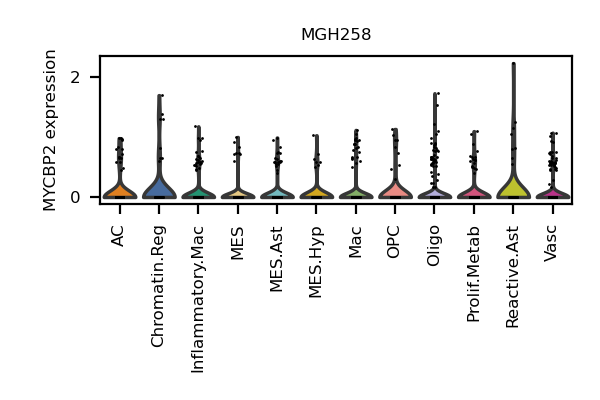 MGH258
MYCBP2 expression
2
0
AC
Chromatin.Reg
Inflammatory.Mac
MES
MES.Ast
MES.Hyp
Mac
OPC
Oligo
Prolif.Metab
Reactive.Ast
Vasc